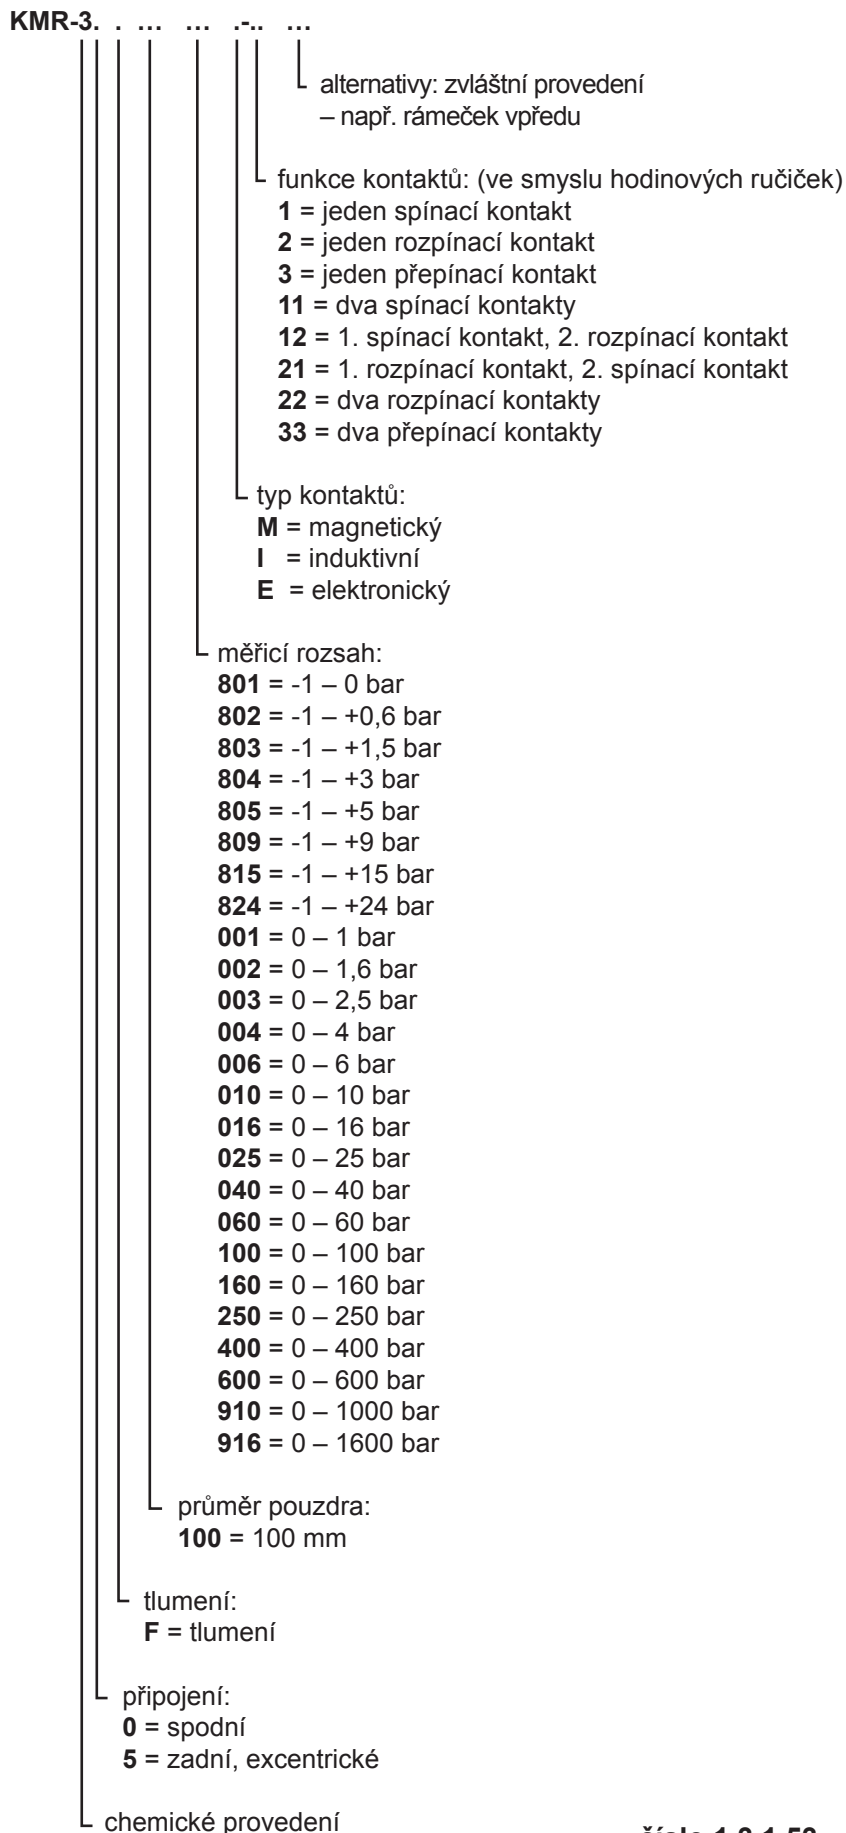 KMR-3. . … … .-.. …
alternativy: zvláštní provedení
– např. rámeček vpředu
funkce kontaktů: (ve smyslu hodinových ručiček)
1 = jeden spínací kontakt
2 = jeden rozpínací kontakt
3 = jeden přepínací kontakt
11 = dva spínací kontakty
12 = 1. spínací kontakt, 2. rozpínací kontakt
21 = 1. rozpínací kontakt, 2. spínací kontakt
22 = dva rozpínací kontakty
33 = dva přepínací kontakty
typ kontaktů:
M = magnetický
I = induktivní
E = elektronický
měřicí rozsah:
801 = -1 – 0 bar
802 = -1 – +0,6 bar
803 = -1 – +1,5 bar
804 = -1 – +3 bar
805 = -1 – +5 bar
809 = -1 – +9 bar
815 = -1 – +15 bar
824 = -1 – +24 bar
001 = 0 – 1 bar
002 = 0 – 1,6 bar
003 = 0 – 2,5 bar
004 = 0 – 4 bar
006 = 0 – 6 bar
010 = 0 – 10 bar
016 = 0 – 16 bar
025 = 0 – 25 bar
040 = 0 – 40 bar
060 = 0 – 60 bar
100 = 0 – 100 bar
160 = 0 – 160 bar
250 = 0 – 250 bar
400 = 0 – 400 bar
600 = 0 – 600 bar
910 = 0 – 1000 bar
916 = 0 – 1600 bar
průměr pouzdra:
100 = 100 mm
tlumení:
F = tlumení
připojení:
0 = spodní
5 = zadní, excentrické
chemické provedení